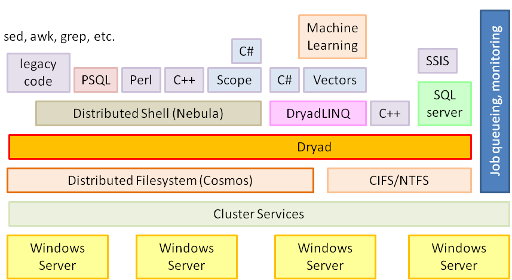 sed, awk, grep, etc.
legacy
code
PSQL
Perl
C++
C#
Scope
C#
Machine
Learning
Vectors
SSIS
SQL
server
Distributed Shell (Nebula)
DryadLINQ
C++
Dryad
Distributed Filesystem (Cosmos)
CIFS/NTFS
Cluster Services
Windows
Server
Windows
Server
Windows
Server
Windows
Server
Job queueing, monitoring